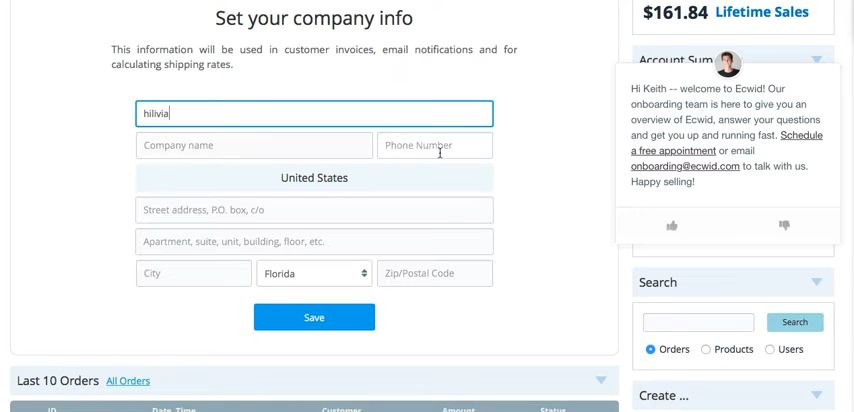 Set your company info
This information will be used in customer invoices, email notifications and for
calculating shipping rates.
hilivia
Company name
Phone Number
United States
Street address, P.O. box, c/o
Apartment, suite, unit, building, floor, etc.
City
Florida
Zip/Postal Code
Save
Last 10 Orders All Orders
ID Date, Time Customer Amount Status
$161.84 Lifetime Sales
Account Sum
Hi Keith -- welcome to Ecwid! Our
onboarding team is here to give you an
overview of Ecwid, answer your questions
and get you up and running fast. Schedule
a free appointment or email
onboarding@ecwid.com to talk with us.
Happy selling!
Search
Search
Orders Products Users
Create ...